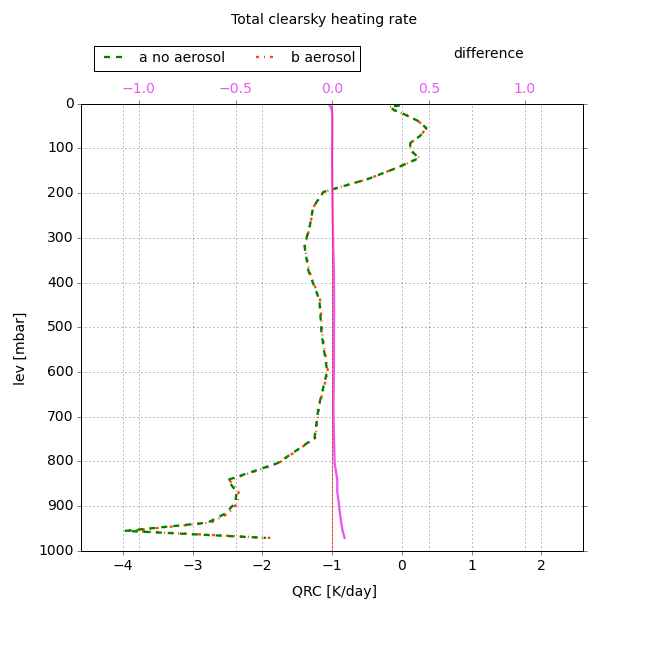 Total clearsky heating rate
a no aerosol b aerosol difference
−1.0 −0.5 0.0 0.5 1.0
0
100
200
300
400
500
600
700
800
900
1000
lev [mbar]
−4 −3 −2 −1 0 1 2
QRC [K/day]